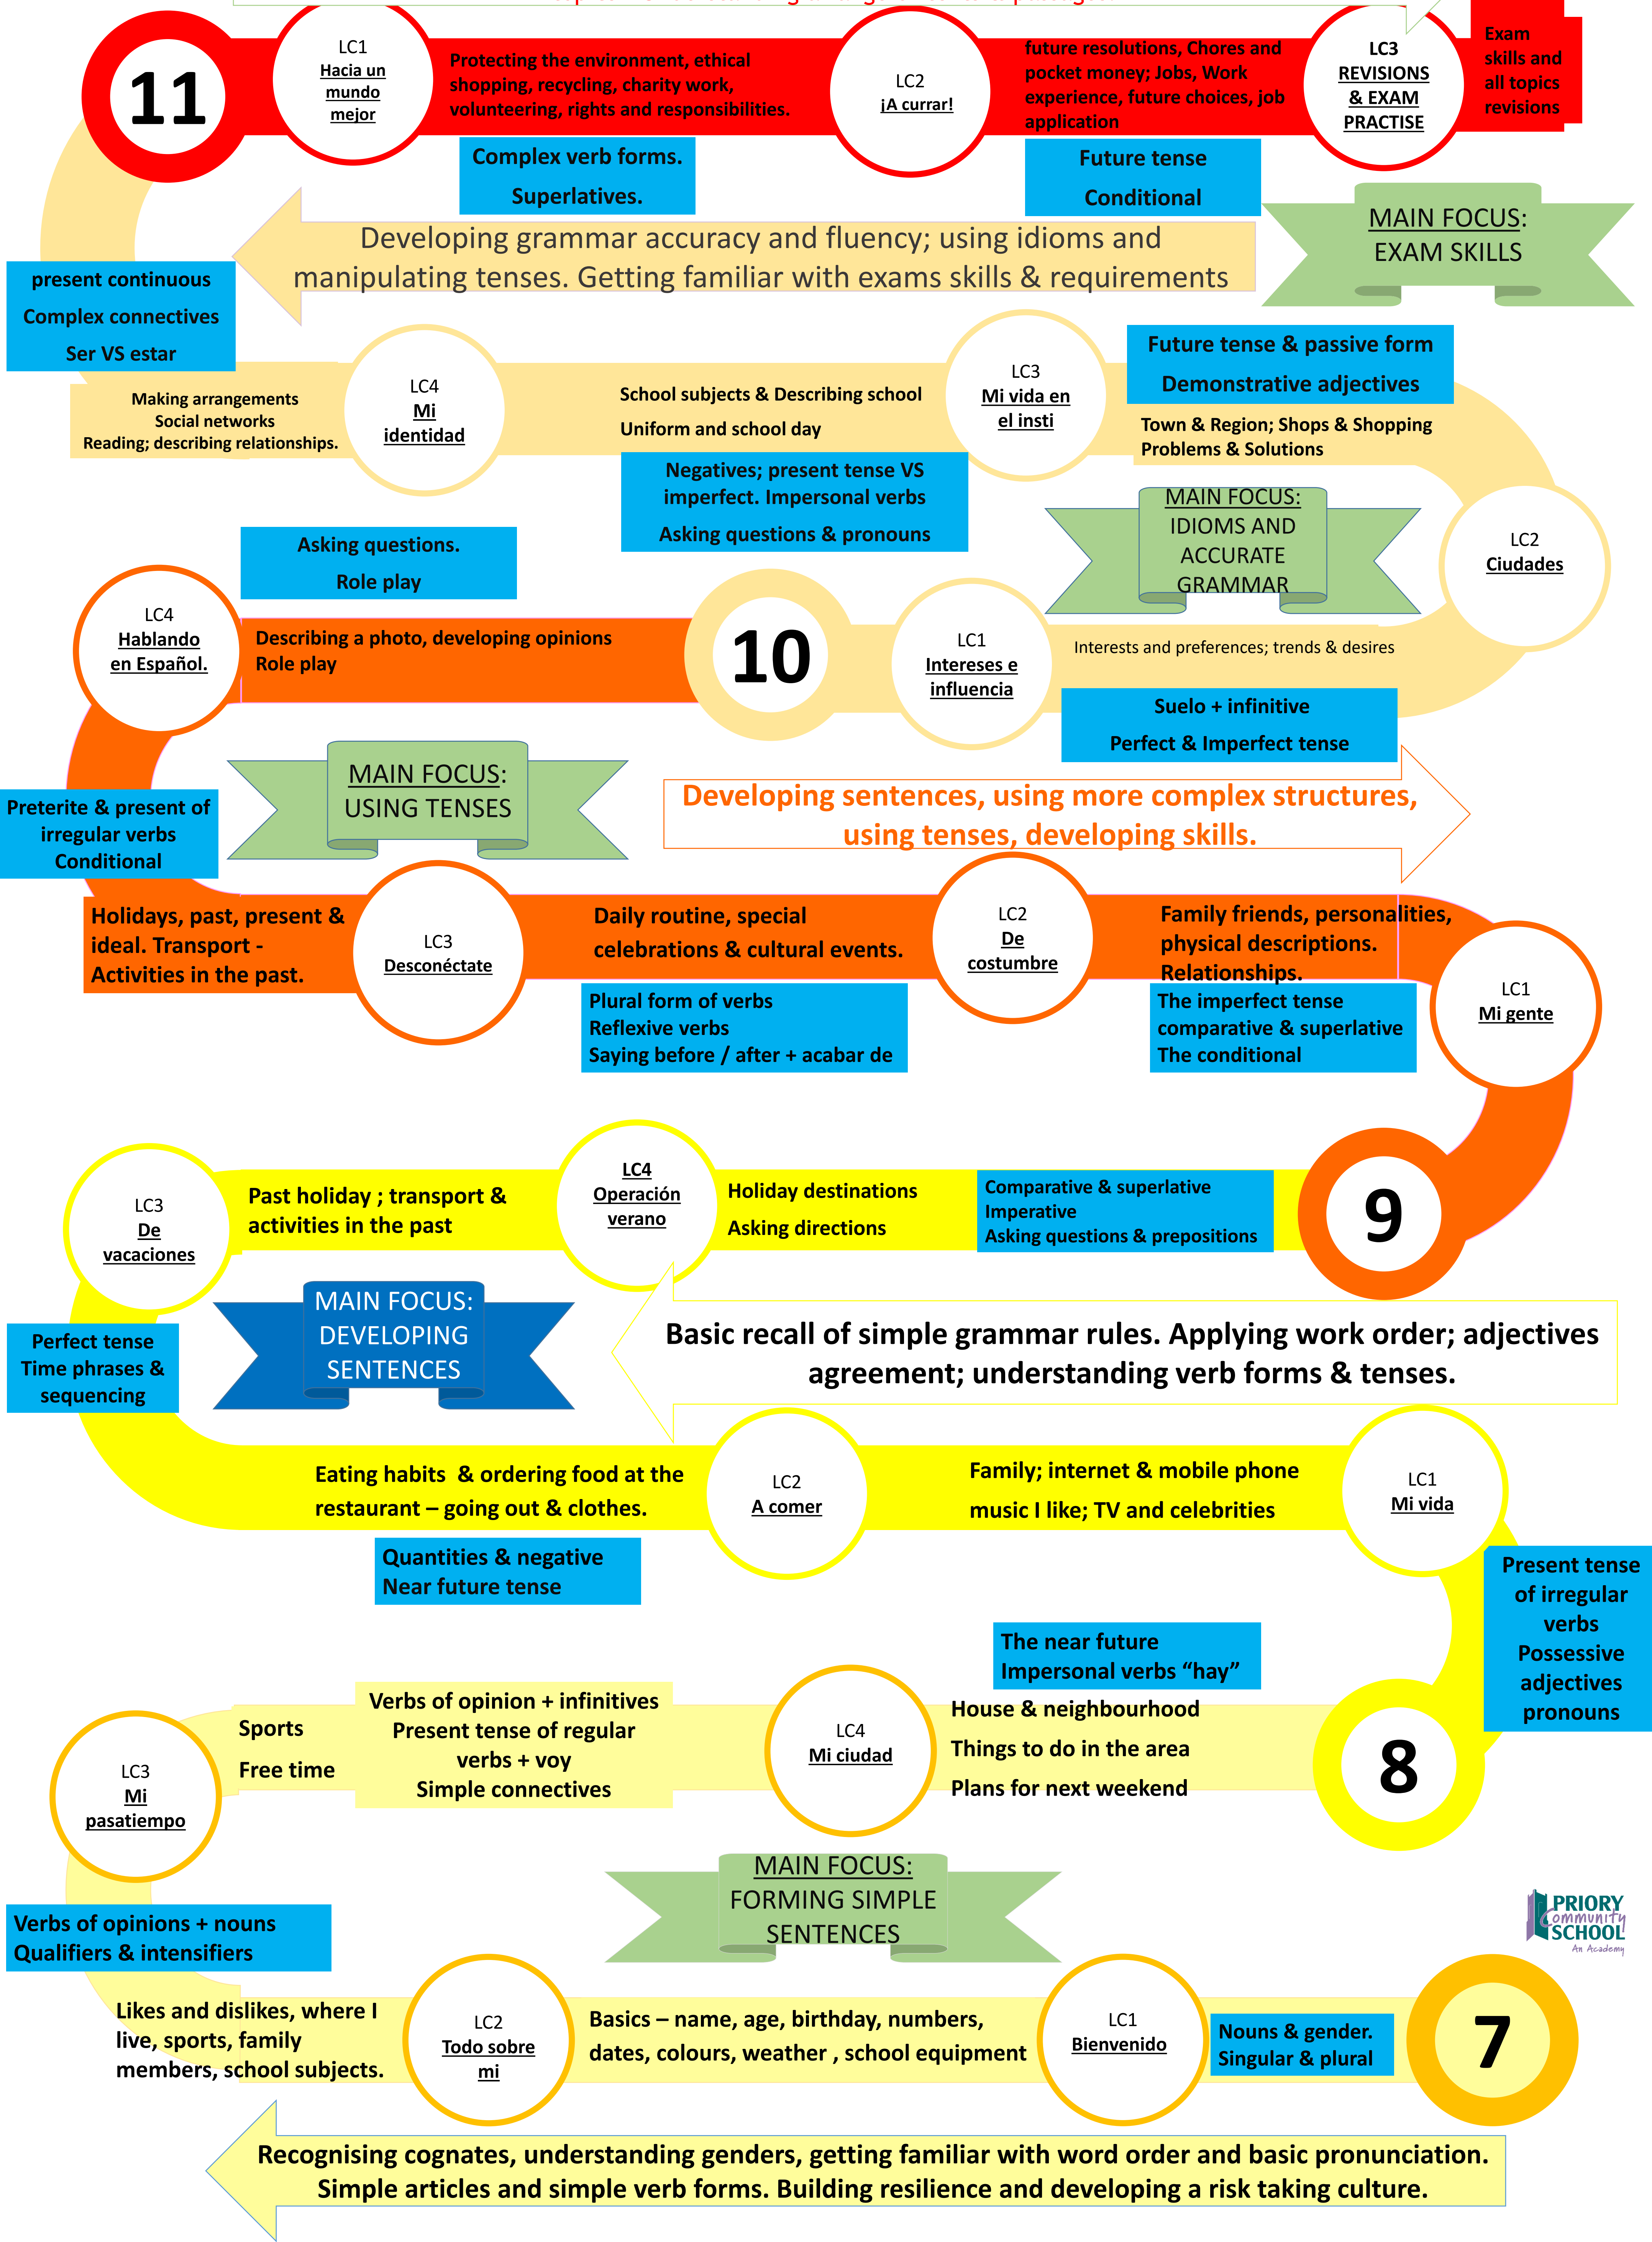 11
LC1
Hacia un
mundo
mejor
Protecting the environment, ethical
shopping, recycling, charity work,
volunteering, rights and responsibilities.
LC2
¡A currar!
future resolutions, Chores and
pocket money; Jobs, Work
experience, future choices, job
application
LC3
REVISIONS
& EXAM
PRACTISE
Exam
skills and
all topics
revisions
Complex verb forms.
Superlatives.
Future tense
Conditional
MAIN FOCUS:
EXAM SKILLS
Developing grammar accuracy and fluency; using idioms and
manipulating tenses. Getting familiar with exams skills & requirements
present continuous
Complex connectives
Ser VS estar
Making arrangements
Social networks
Reading; describing relationships.
LC4
Mi
identidad
School subjects & Describing school
Uniform and school day
LC3
Mi vida en
el insti
Future tense & passive form
Demonstrative adjectives
Town & Region; Shops & Shopping
Problems & Solutions
Negatives; present tense VS
imperfect. Impersonal verbs
Asking questions & pronouns
MAIN FOCUS:
IDIOMS AND
ACCURATE
GRAMMAR
LC2
Ciudades
Asking questions.
Role play
LC4
Hablando
en Español.
Describing a photo, developing opinions
Role play
10
LC1
Intereses e
influencia
Interests and preferences; trends & desires
Suelo + infinitive
Perfect & Imperfect tense
MAIN FOCUS:
USING TENSES
Developing sentences, using more complex structures,
using tenses, developing skills.
Preterite & present of
irregular verbs
Conditional
Holidays, past, present &
ideal. Transport -
Activities in the past.
LC3
Desconéctate
Daily routine, special
celebrations & cultural events.
LC2
De
costumbre
Family friends, personalities,
physical descriptions.
Relationships.
LC1
Mi gente
Plural form of verbs
Reflexive verbs
Saying before / after + acabar de
The imperfect tense
comparative & superlative
The conditional
LC3
De
vacaciones
Past holiday ; transport &
activities in the past
LC4
Operación
verano
Holiday destinations
Asking directions
Comparative & superlative
Imperative
Asking questions & prepositions
9
MAIN FOCUS:
DEVELOPING
SENTENCES
Basic recall of simple grammar rules. Applying work order; adjectives
agreement; understanding verb forms & tenses.
Perfect tense
Time phrases &
sequencing
Eating habits & ordering food at the
restaurant – going out & clothes.
LC2
A comer
Family; internet & mobile phone
music I like; TV and celebrities
LC1
Mi vida
Quantities & negative
Near future tense
Present tense
of irregular
verbs
Possessive
adjectives
pronouns
The near future
Impersonal verbs “hay”
LC3
Mi
pasatiempo
Sports
Free time
Verbs of opinion + infinitives
Present tense of regular
verbs + voy
Simple connectives
LC4
Mi ciudad
House & neighbourhood
Things to do in the area
Plans for next weekend
8
MAIN FOCUS:
FORMING SIMPLE
SENTENCES
PRIORY
Community
SCHOOL
An Academy
Verbs of opinions + nouns
Qualifiers & intensifiers
Likes and dislikes, where I
live, sports, family
members, school subjects.
LC2
Todo sobre
mi
Basics – name, age, birthday, numbers,
dates, colours, weather , school equipment
LC1
Bienvenido
Nouns & gender.
Singular & plural
7
Recognising cognates, understanding genders, getting familiar with word order and basic pronunciation.
Simple articles and simple verb forms. Building resilience and developing a risk taking culture.